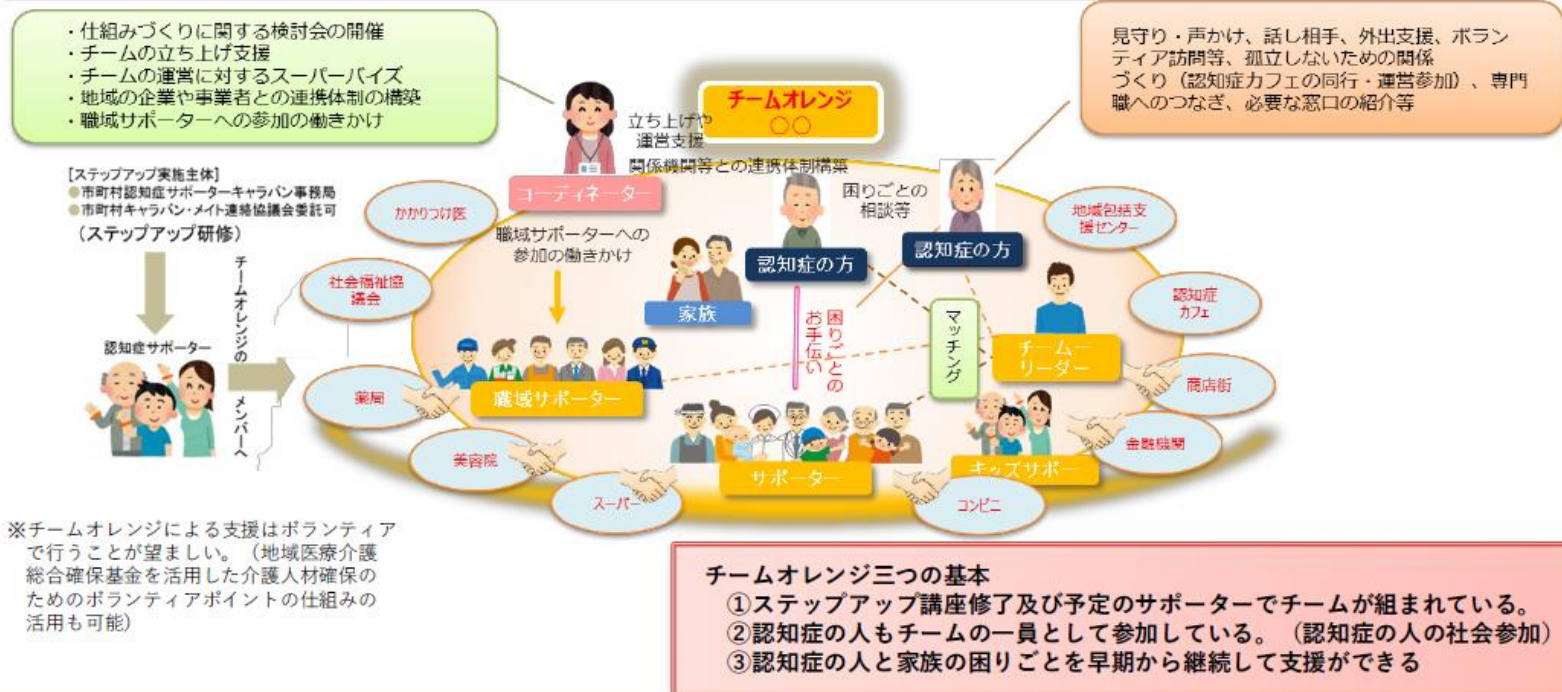 ・仕組みづくりに関する検討会の開催
・チームの立ち上げ支援
・チームの運営に対するスーパーバイズ
・地域の企業や事業者との連携体制の構築
・職域サポーターへの参加の働きかけ
見守り・声かけ、話し相手、外出支援、ボラン
ティア訪問等、孤立しないための関係
づくり（認知症カフェの同行・運営参加）、専門
職へのつなぎ、必要な窓口の紹介等
チームオレンジ
〇〇
立ち上げや
運営支援
関係機関等との連携体制構築
コーディネーター
[ステップアップ実施主体]
●市町村認知症サポーターキャラバン事務局
●市町村キャラバン・メイト連絡協議会委託可
（ステップアップ研修）
認知症サポーター
チームオレンジの
メンバーへ
かかりつけ医
社会福祉協
議会
薬局
美容院
スーパー
コンビニ
金融機関
商店街
認知症
カフェ
地域包括支
援センター
職域サポーターへの
参加の働きかけ
困りごとの
相談等
認知症の方
認知症の方
家族
困りごとの
お手伝い
マッチング
チームー
リーダー
職域サポーター
サポーター
キッズサポー
※チームオレンジによる支援はボランティア
で行うことが望ましい。（地域医療介護
総合確保基金を活用した介護人材確保の
ためのボランティアポイントの仕組みの
活用も可能）
チームオレンジ三つの基本
①ステップアップ講座修了及び予定のサポーターでチームが組まれている。
②認知症の人もチームの一員として参加している。（認知症の人の社会参加）
③認知症の人と家族の困りごとを早期から継続して支援ができる